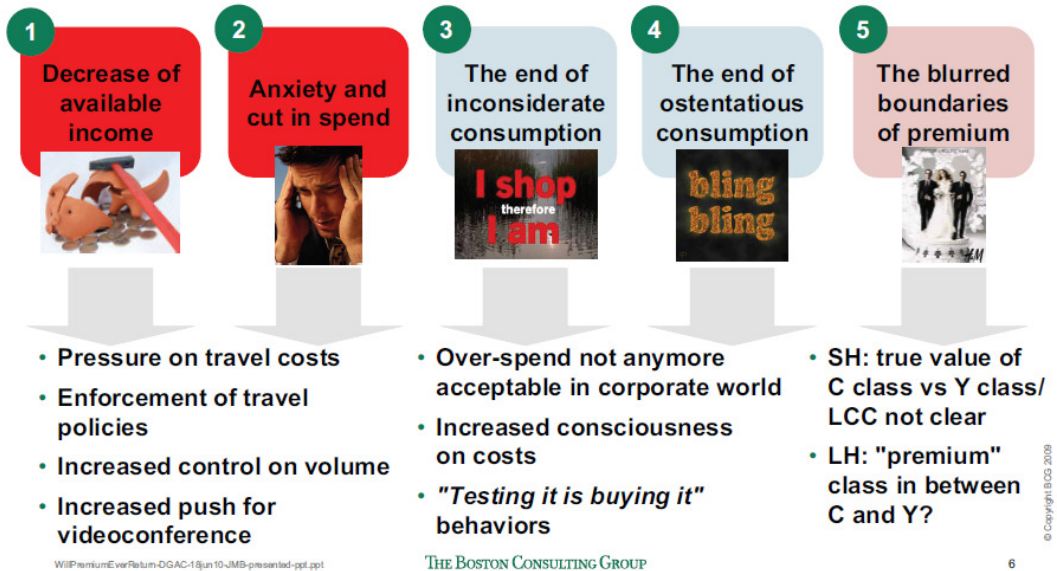 1
Decrease of
available
income
2
Anxiety and
cut in spend
3
The end of
inconsiderate
consumption
4
The end of
ostentatious
consumption
5
The blurred
boundaries
of premium
I shop
therefore
I am
bling
bling
H&M
• Pressure on travel costs
• Enforcement of travel
policies
• Increased control on volume
• Increased push for
videoconference
• Over-spend not anymore
acceptable in corporate world
• Increased consciousness
on costs
• "Testing it is buying it"
behaviors
• SH: true value of
C class vs Y class/
LCC not clear
• LH: "premium"
class in between
C and Y?
© Copyright BCG 2009
WillPremiumEverReturn-DGAC-18jun10-JMB-presented-ppt.ppt
THE BOSTON CONSULTING GROUP
6